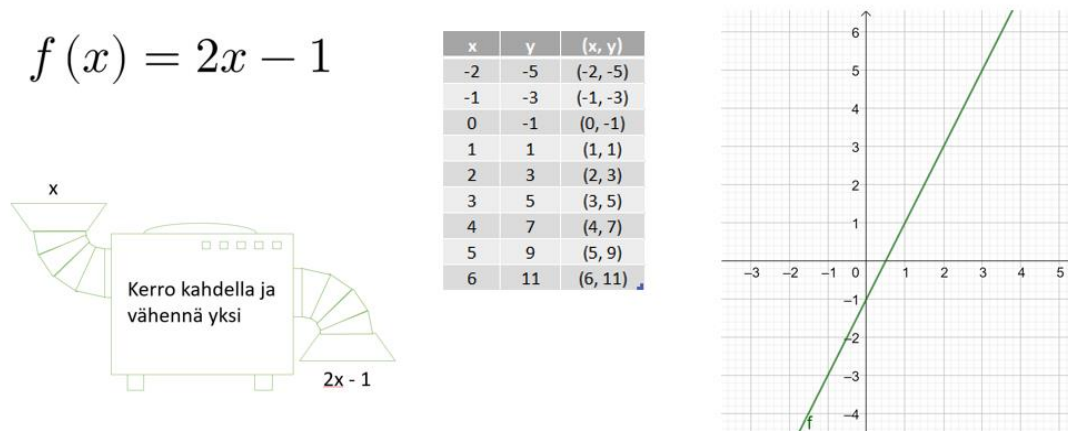 f (x) = 2x − 1
x
Kerro kahdella ja
vähennä yksi
2x - 1
x y (x, y)
-2 -5 (-2, -5)
-1 -3 (-1, -3)
0 -1 (0, -1)
1 1 (1, 1)
2 3 (2, 3)
3 5 (3, 5)
4 7 (4, 7)
5 9 (5, 9)
6 11 (6, 11)
6
5
4
3
2
1
–3 –2 –1 0 1 2 3 4 5
–1
–2
–3
–4
f